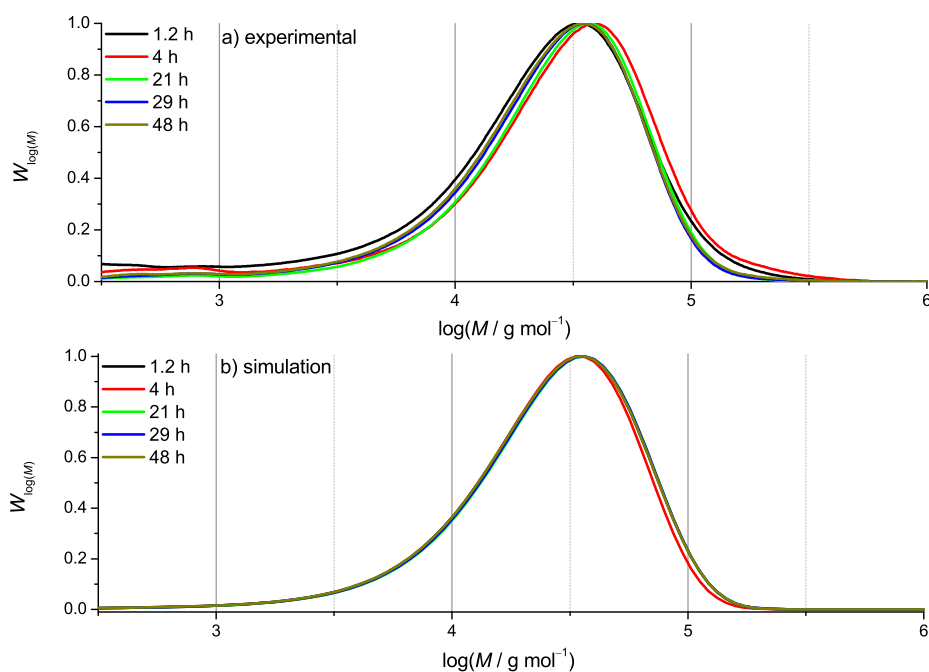 a) experimental
1.2 h
4 h
21 h
29 h
48 h
1.0
0.8
0.6
0.4
0.2
0.0
W log(M)
3
4
5
6
log(M / g mol⁻¹)
b) simulation
1.2 h
4 h
21 h
29 h
48 h
1.0
0.8
0.6
0.4
0.2
0.0
W log(M)
3
4
5
6
log(M / g mol⁻¹)